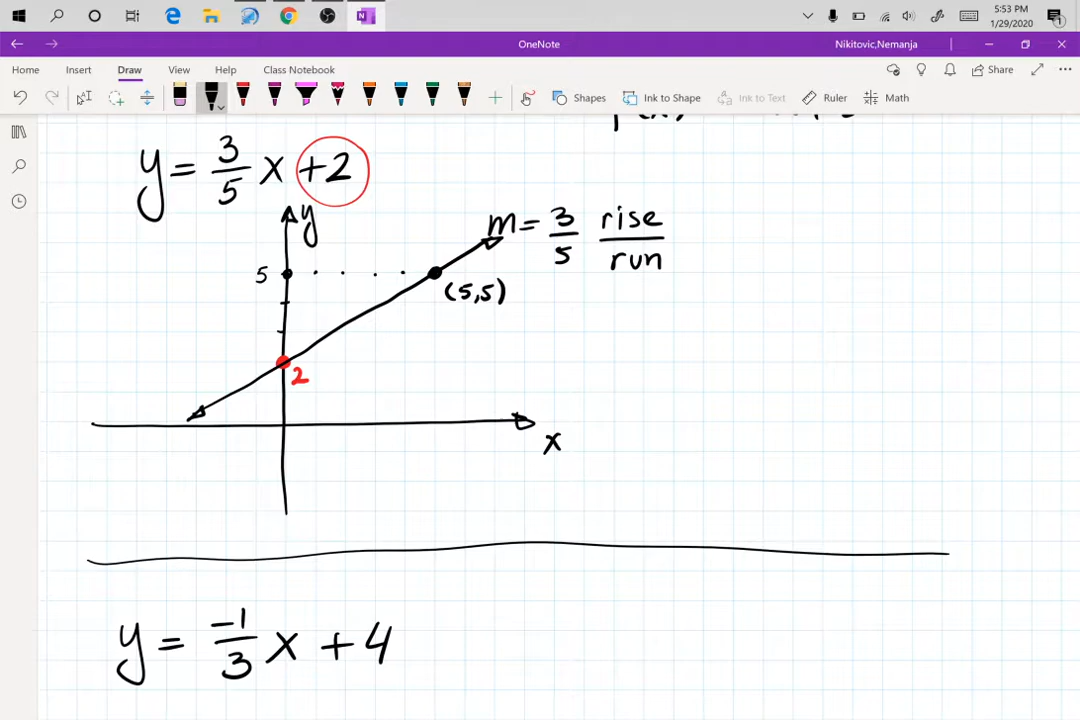 5:53 PM
1/29/2020
OneNote
Nikitovic,Nemanja
Home Insert Draw View Help Class Notebook
Share
Shapes Ink to Shape Ink to Text Ruler Math
y = 3/5 x +2
y
m = 3/5 rise/run
5
(5,5)
2
x
y = -1/3 x + 4